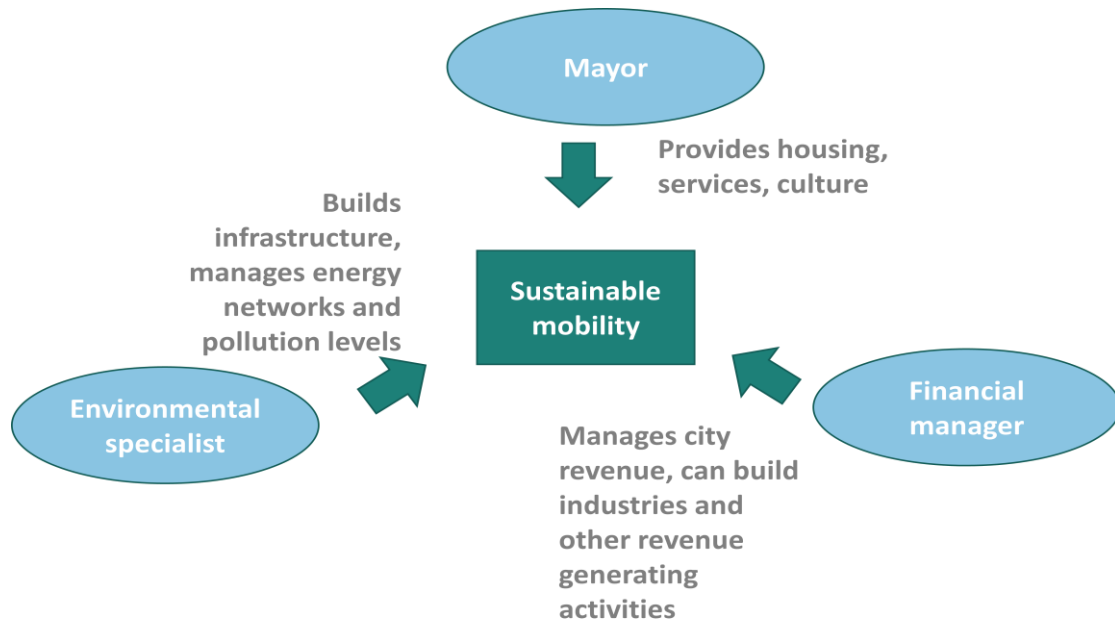 Mayor
Provides housing,
services, culture
Builds
infrastructure,
manages energy
networks and
pollution levels
Sustainable
mobility
Environmental
specialist
Financial
manager
Manages city
revenue, can build
industries and
other revenue
generating
activities